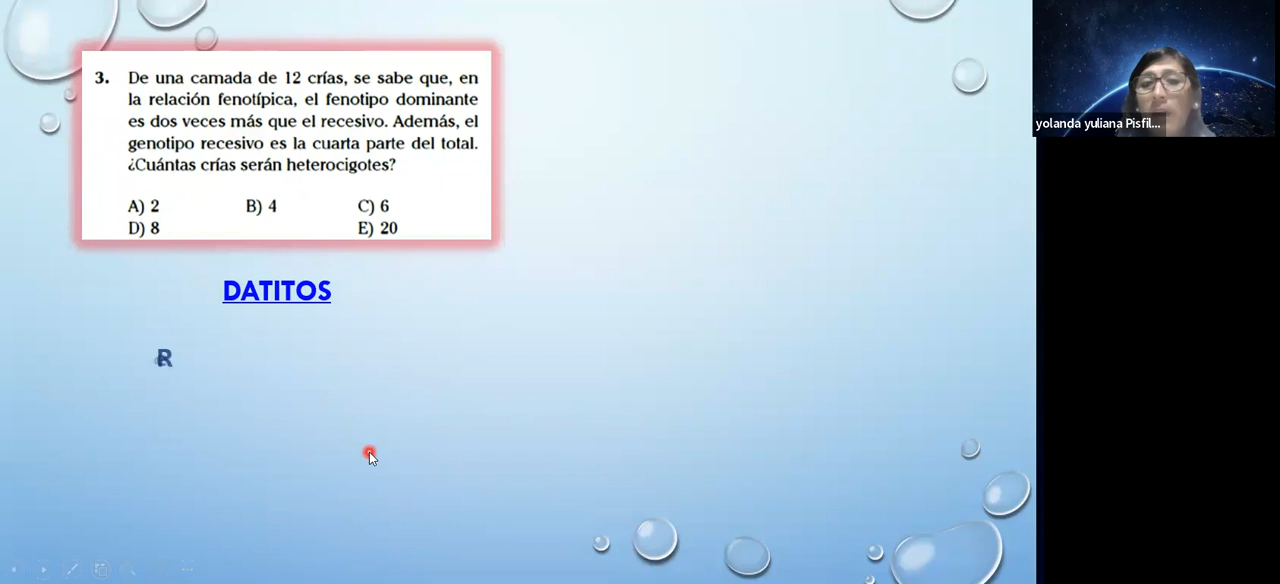 3. De una camada de 12 crías, se sabe que, en
la relación fenotípica, el fenotipo dominante
es dos veces más que el recesivo. Además, el
genotipo recesivo es la cuarta parte del total.
¿Cuántas crías serán heterocigotes?
A) 2 B) 4 C) 6
D) 8 E) 20
DATITOS
R
yolanda yuliana Pisfil...